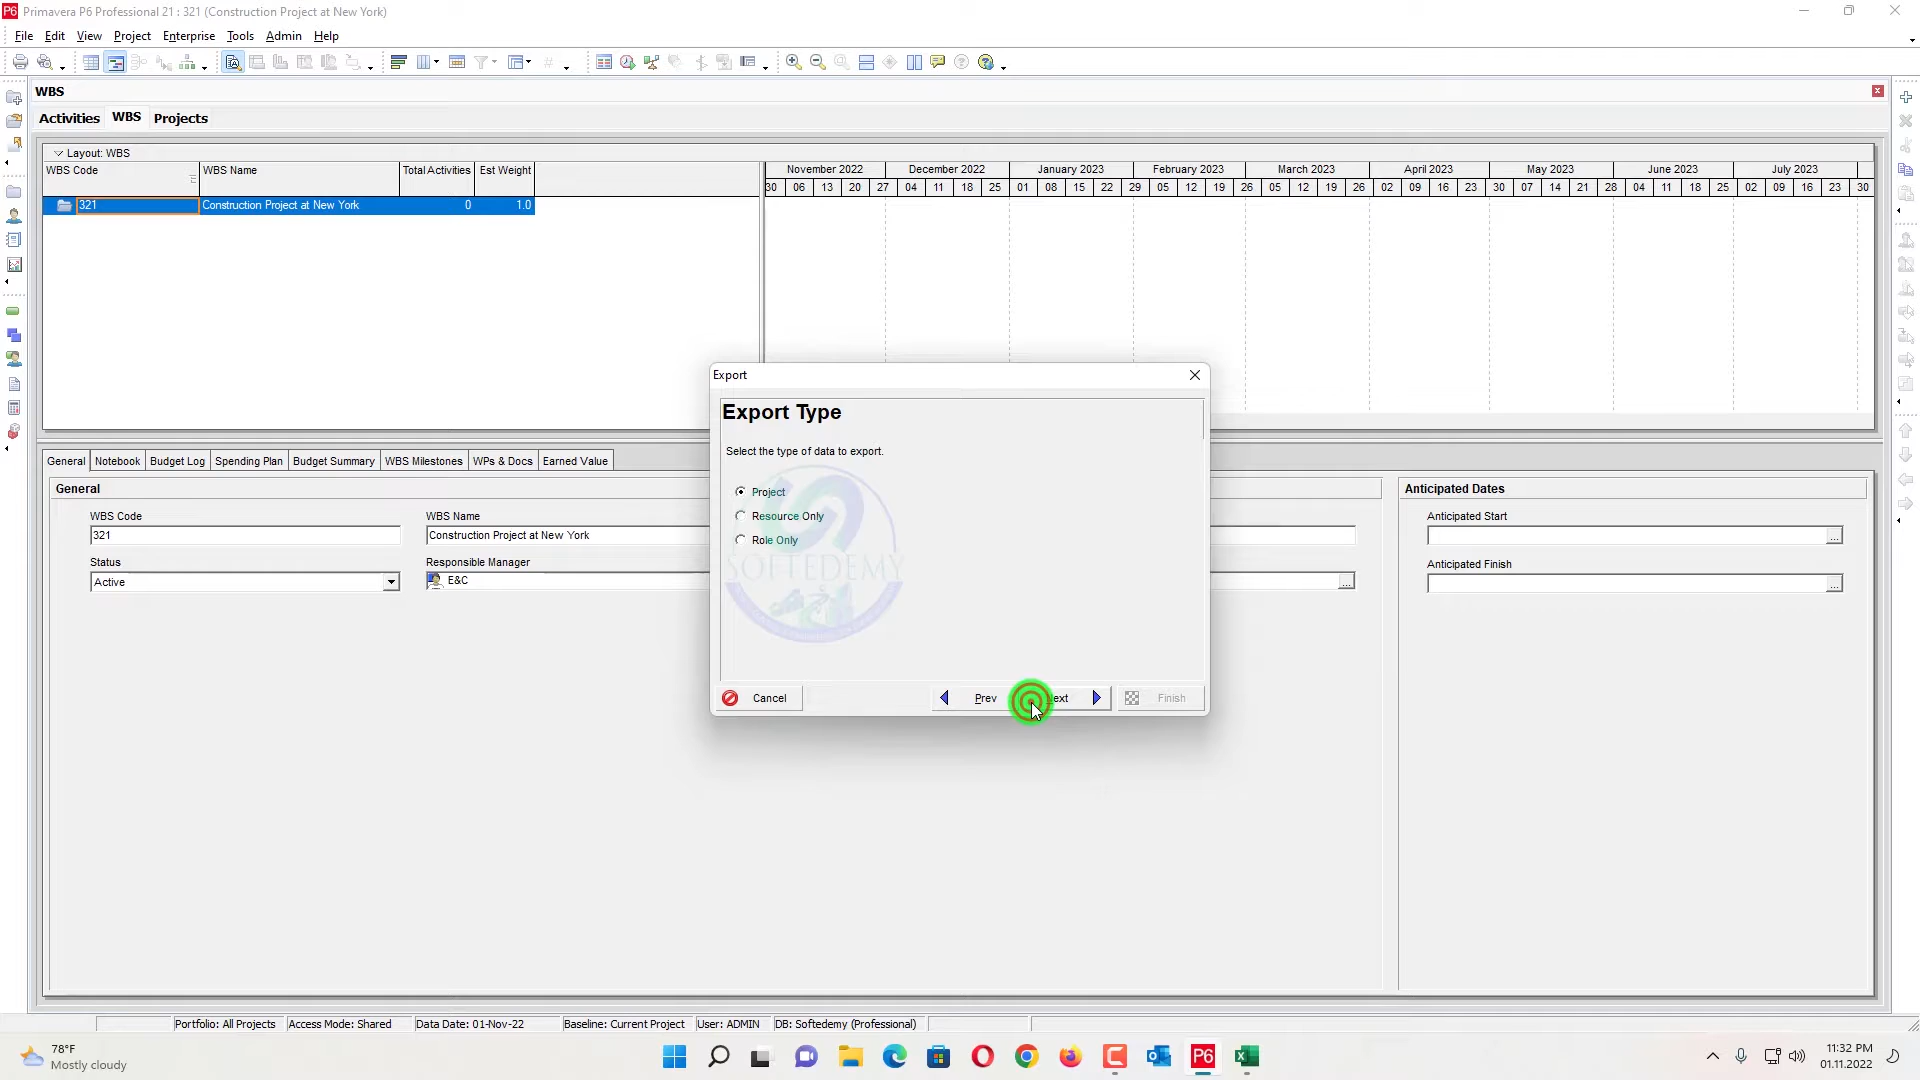 Primavera P6 Professional 21 : 321 (Construction Project at New York)
File Edit View Project Enterprise Tools Admin Help
WBS
Activities WBS Projects
Layout: WBS
WBS Code WBS Name Total Activities Est Weight
November 2022 December 2022 January 2023 February 2023 March 2023 April 2023 May 2023 June 2023 July 2023
30 06 13 20 27 04 11 18 25 01 08 15 22 29 05 12 19 26 05 12 19 26 02 09 16 23 30 07 14 21 28 04 11 18 25 02 09 16 23 30
321 Construction Project at New York 0 1.0
Export
Export Type
Select the type of data to export.
Project
Resource Only
Role Only
SOFTEDEMY
Cancel Prev ext Finish
General Notebook Budget Log Spending Plan Budget Summary WBS Milestones WPs & Docs Earned Value
General
WBS Code WBS Name
321 Construction Project at New York
Status Responsible Manager
Active E&C
Anticipated Dates
Anticipated Start
Anticipated Finish
Portfolio: All Projects Access Mode: Shared Data Date: 01-Nov-22 Baseline: Current Project User: ADMIN DB: Softedemy (Professional)
78°F
Mostly cloudy
11:32 PM
01.11.2022